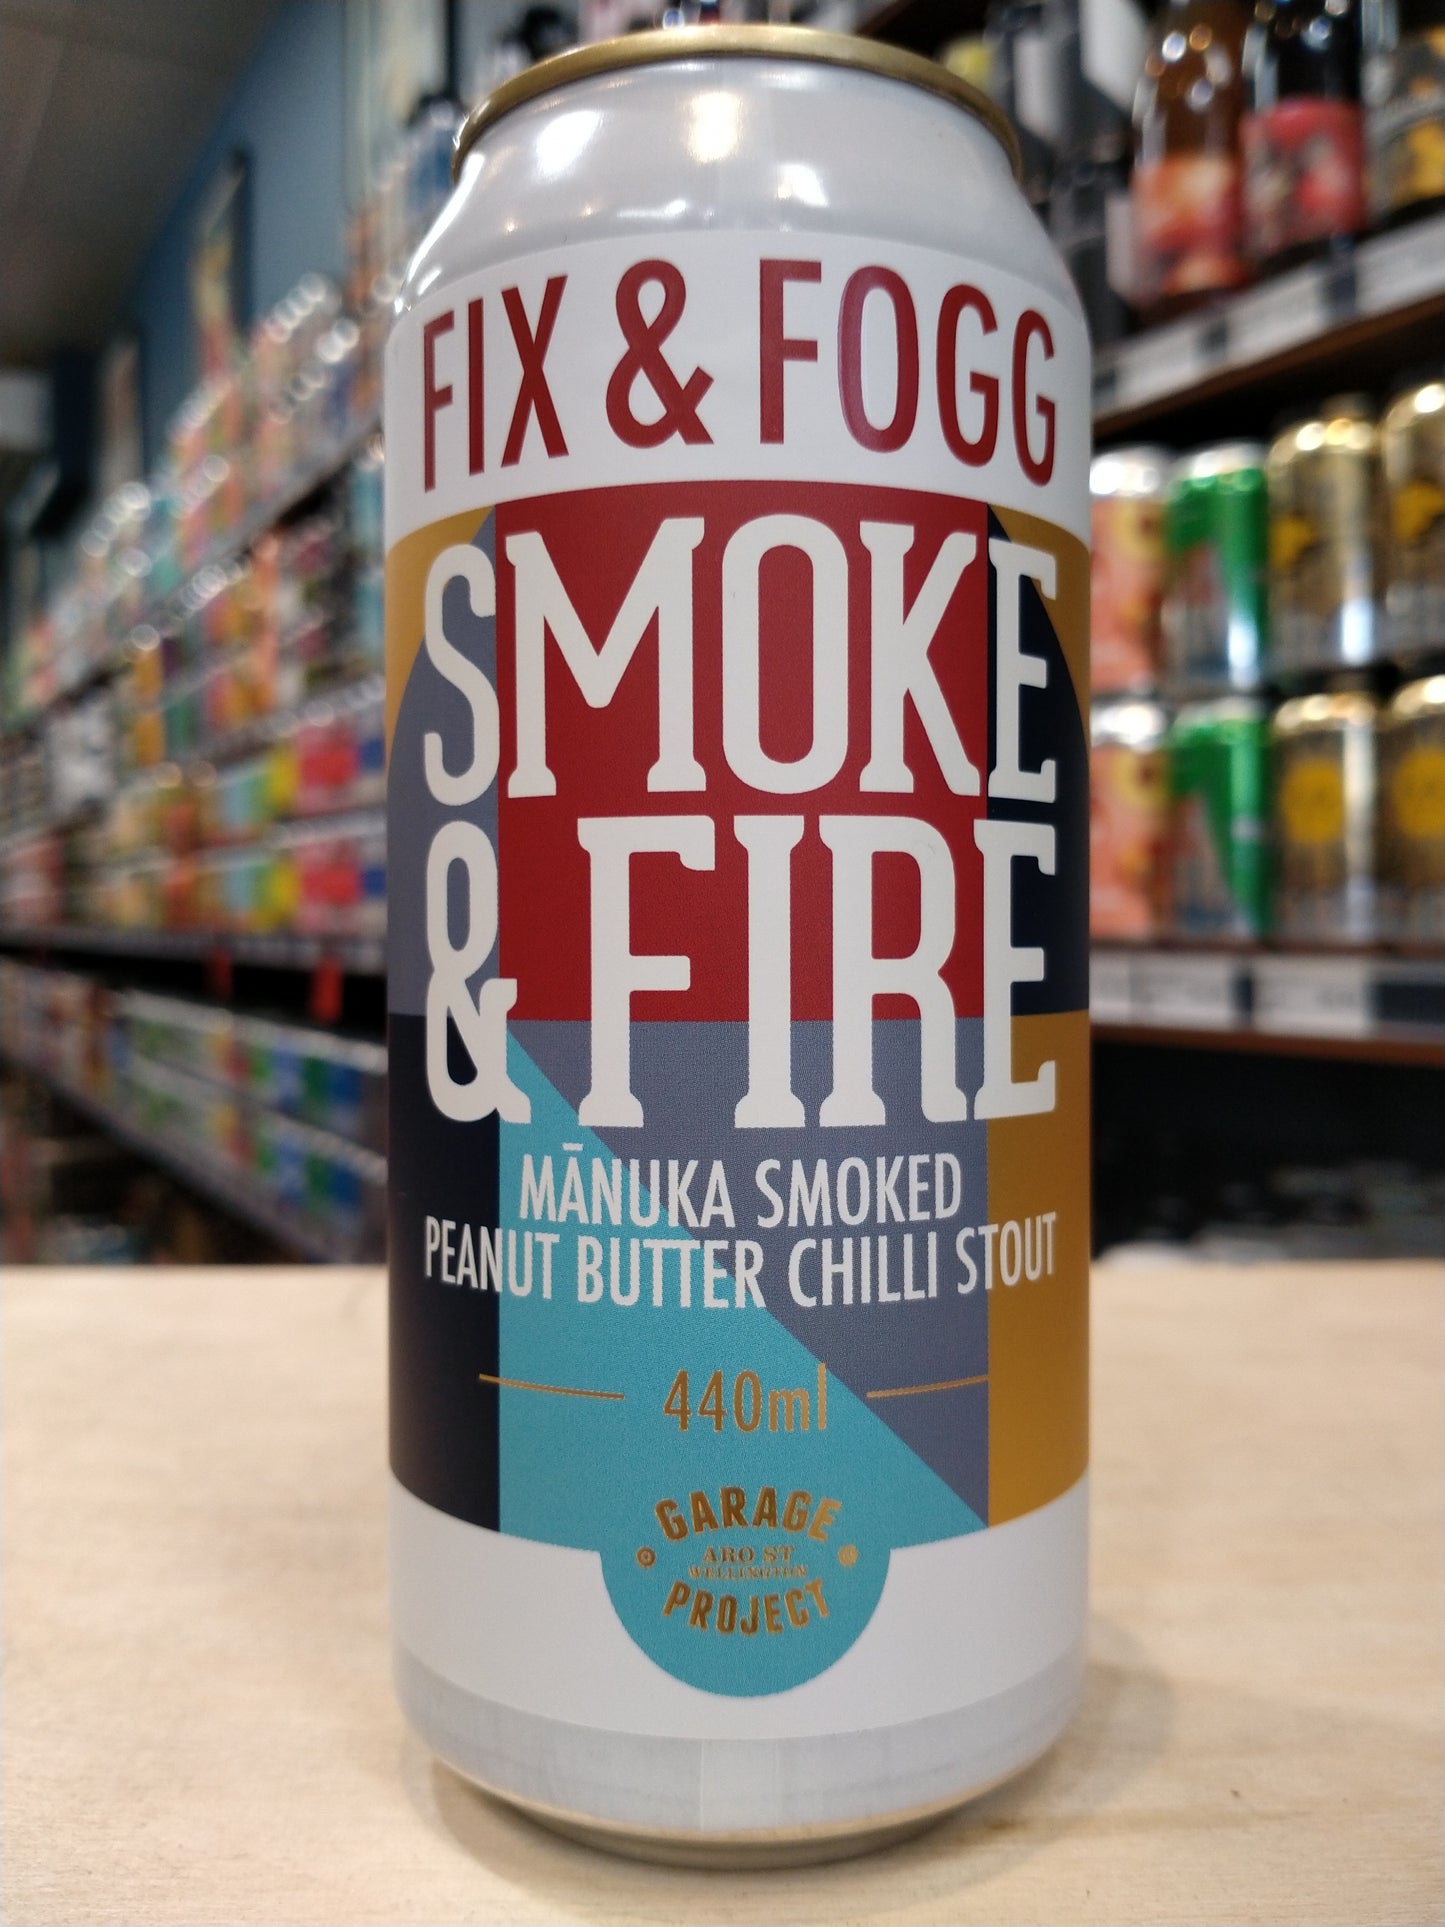 FIX & FOGG
SMOKE
& FIRE
MĀNUKA SMOKED
PEANUT BUTTER CHILLI STOUT
440ml
GARAGE
ARO ST
WELLINGTON
PROJECT